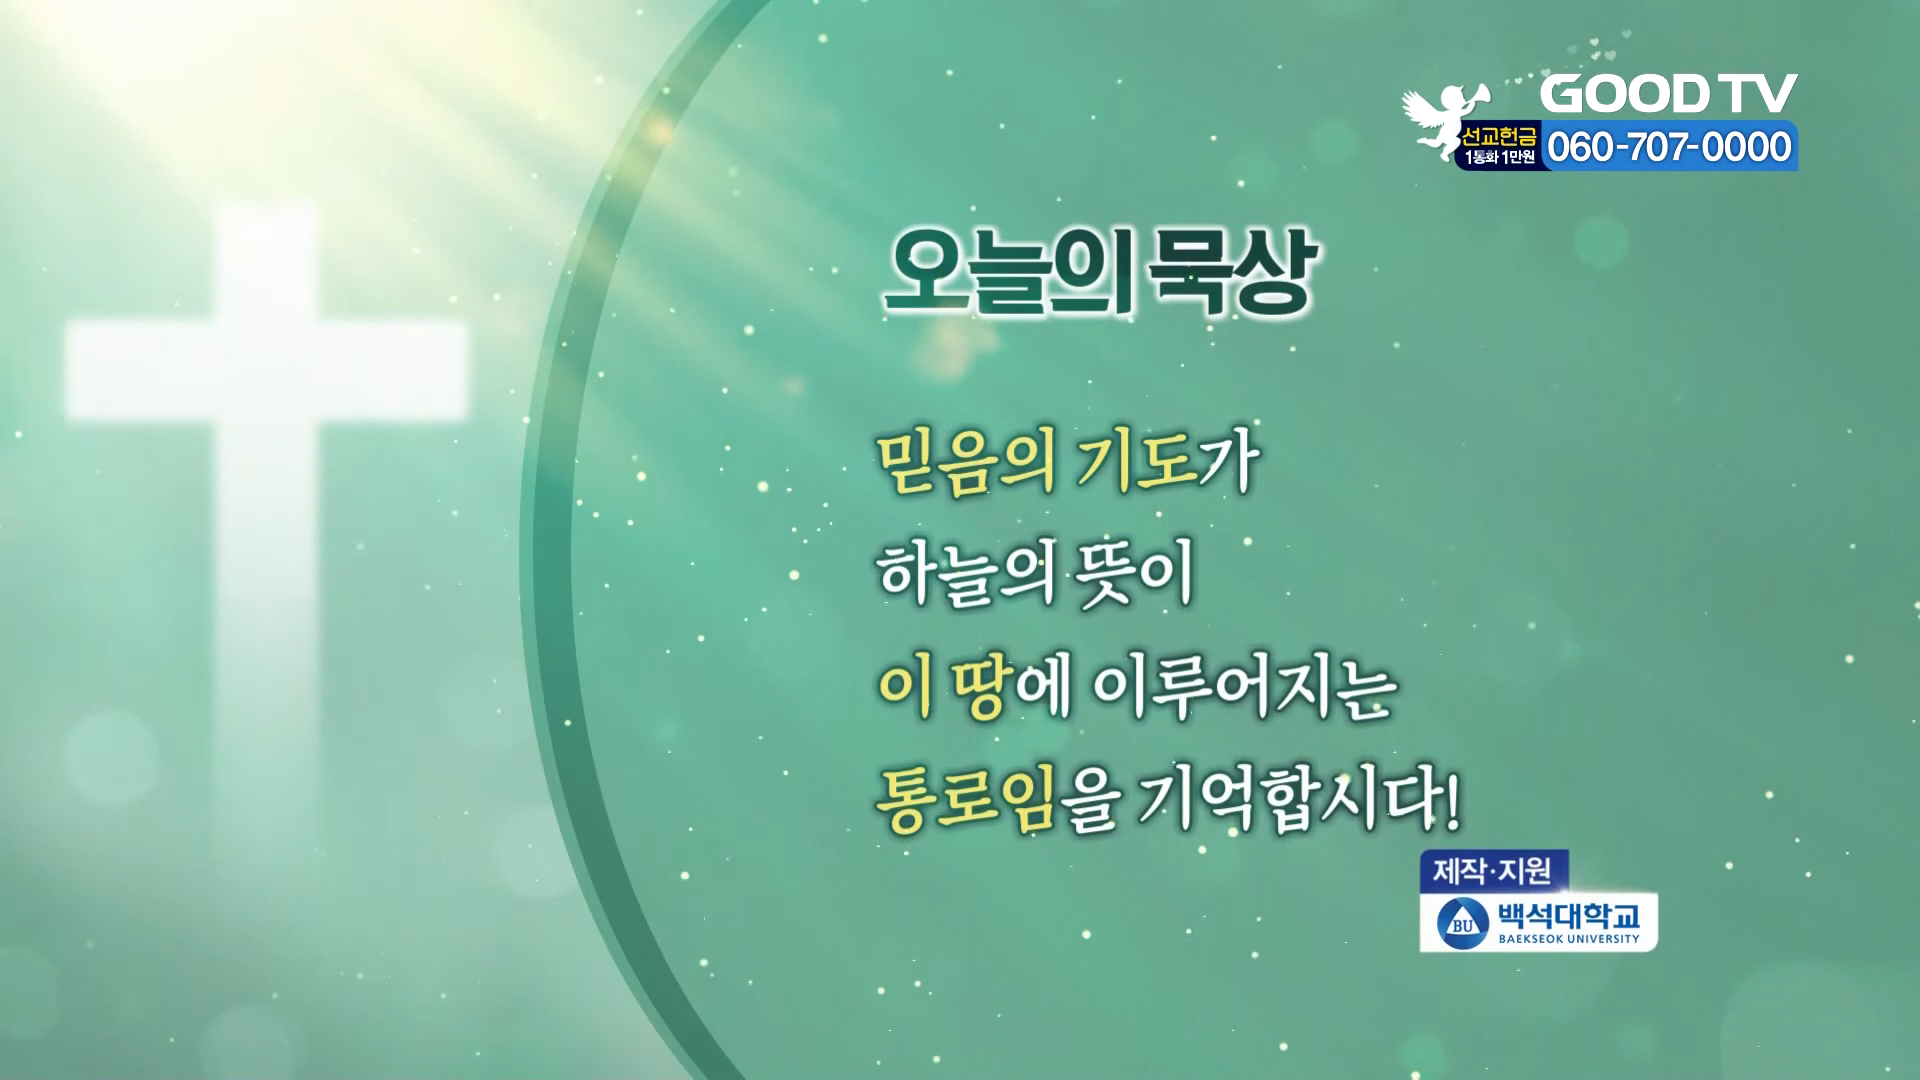 GOOD TV
선교헌금
1통화 1만원
060-707-0000
오늘의 묵상
믿음의 기도가
하늘의 뜻이
이 땅에 이루어지는
통로임을 기억합시다!
제작·지원
BU
백석대학교
BAEKSEOK UNIVERSITY